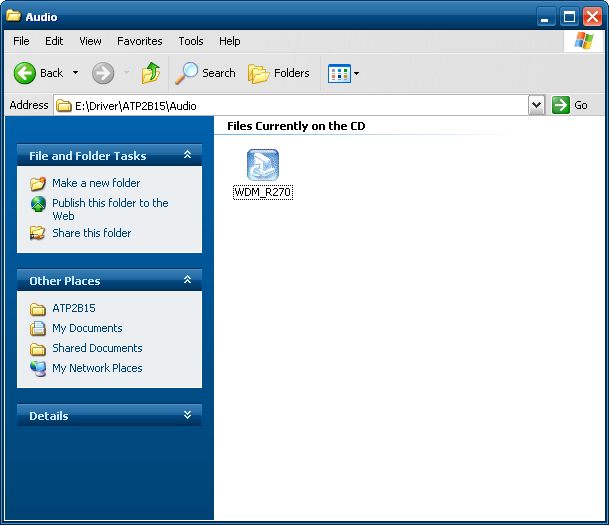 Audio
File Edit View Favorites Tools Help
Back Search Folders
Address E:\Driver\ATP2B15\Audio Go
File and Folder Tasks
Make a new folder
Publish this folder to the
Web
Share this folder
Other Places
ATP2B15
My Documents
Shared Documents
My Network Places
Details
Files Currently on the CD
WDM_R270